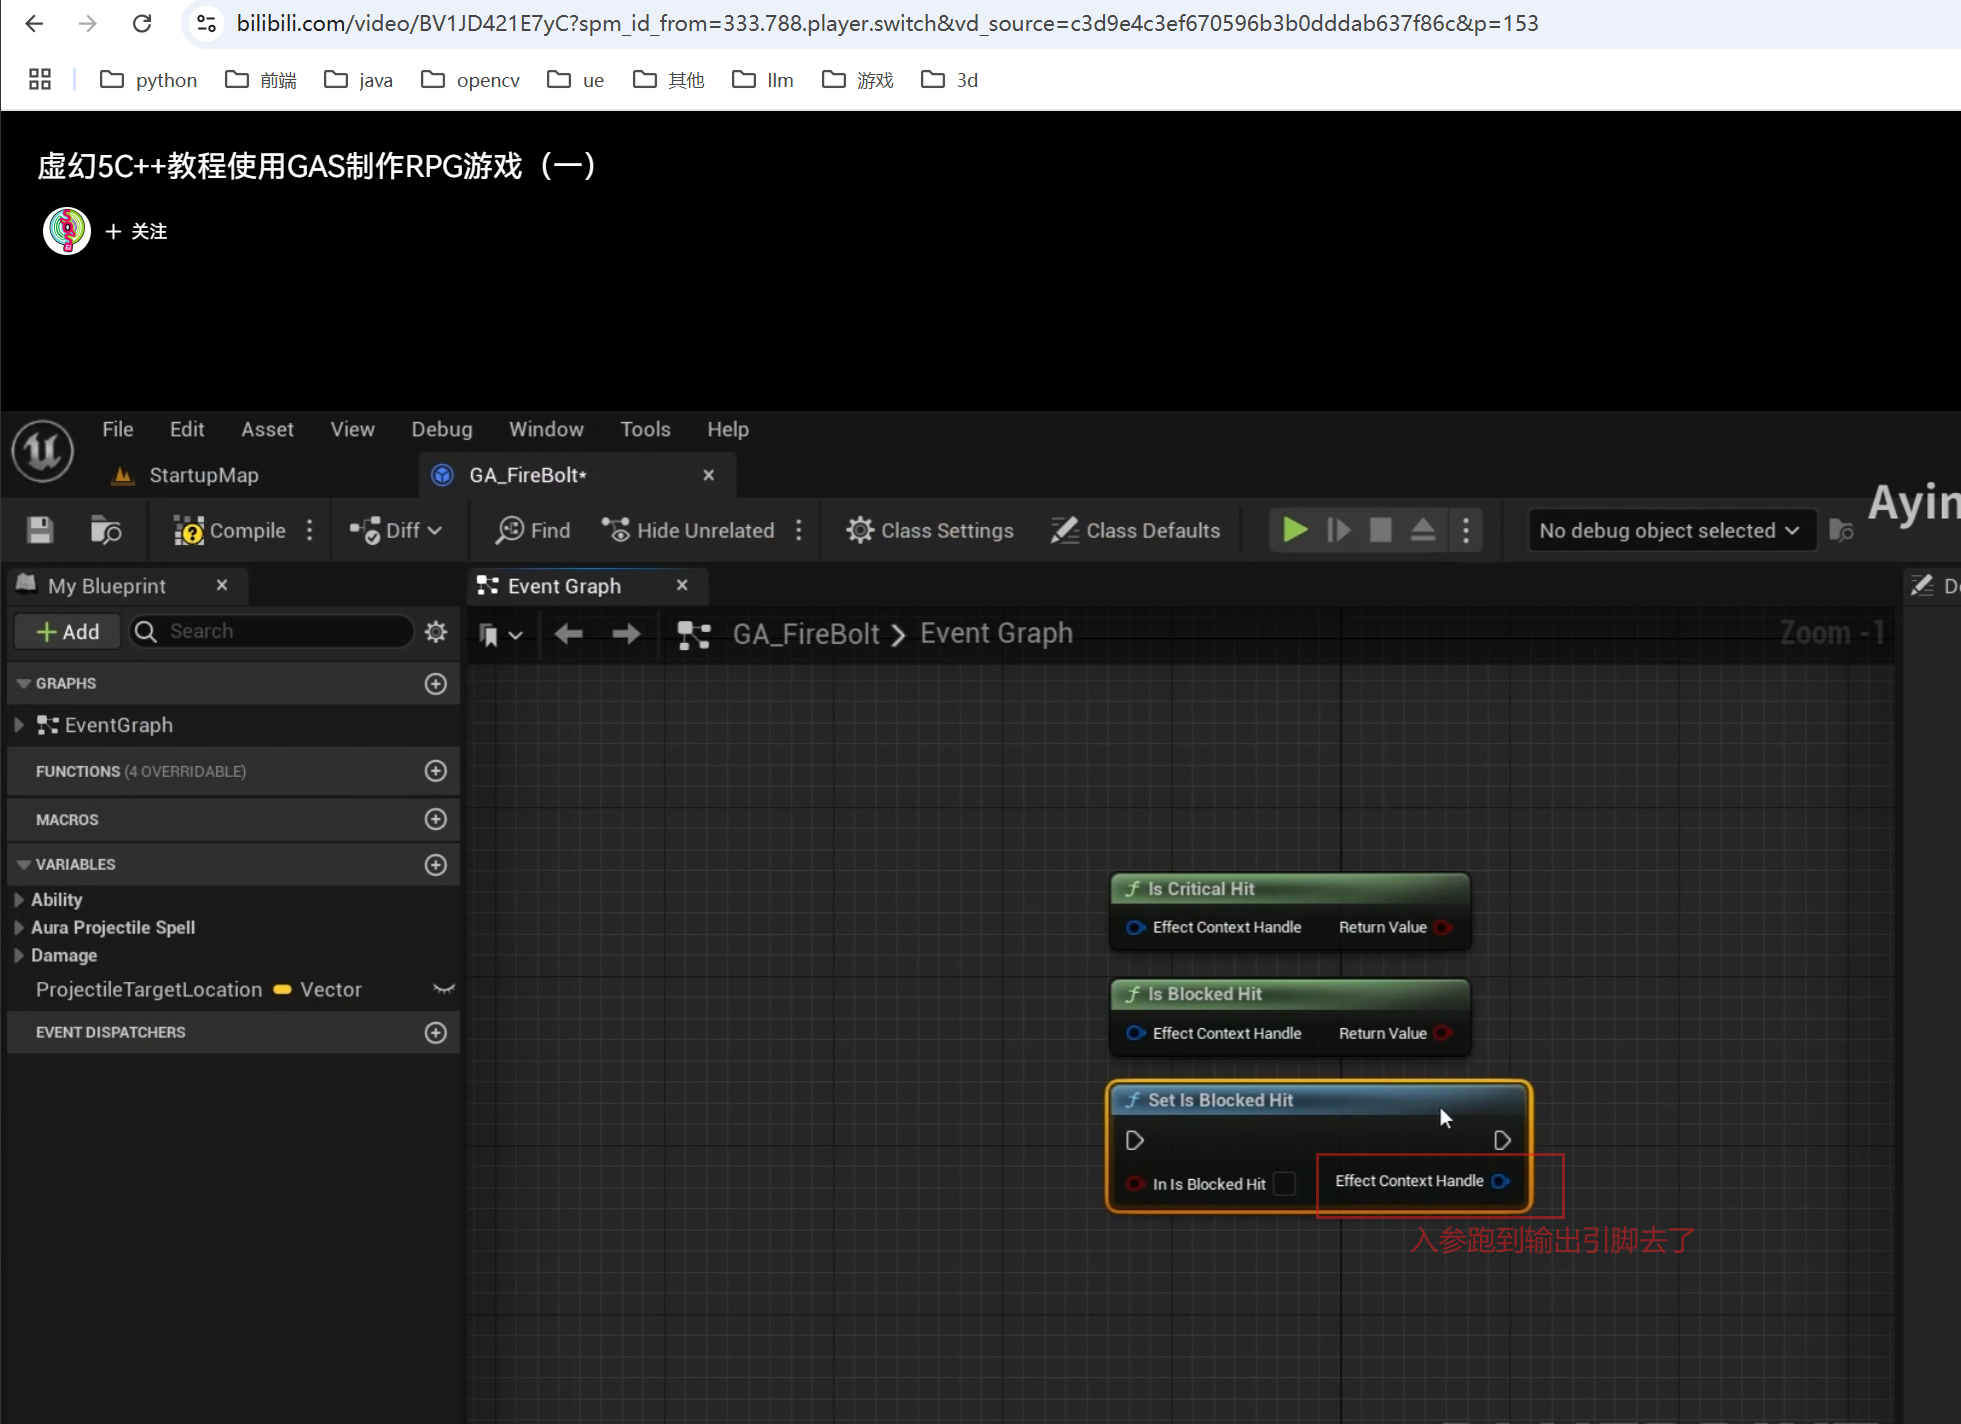 bilibili.com/video/BV1JD421E7yC?spm_id_from=333.788.player.switch&vd_source=c3d9e4c3ef670596b3b0dddab637f86c&p=153
python 前端 java opencv ue 其他 llm 游戏 3d
虚幻5C++教程使用GAS制作RPG游戏（一）
+ 关注
File Edit Asset View Debug Window Tools Help
StartupMap GA_FireBolt*
Ayin
Compile Diff Find Hide Unrelated Class Settings Class Defaults No debug object selected
My Blueprint Event Graph
Add Search GA_FireBolt > Event Graph Zoom -1
GRAPHS
EventGraph
FUNCTIONS (4 OVERRIDABLE)
MACROS
VARIABLES
Ability
Aura Projectile Spell
Damage
ProjectileTargetLocation Vector
EVENT DISPATCHERS
f Is Critical Hit
Effect Context Handle Return Value
f Is Blocked Hit
Effect Context Handle Return Value
f Set Is Blocked Hit
In Is Blocked Hit Effect Context Handle
入参跑到输出引脚去了